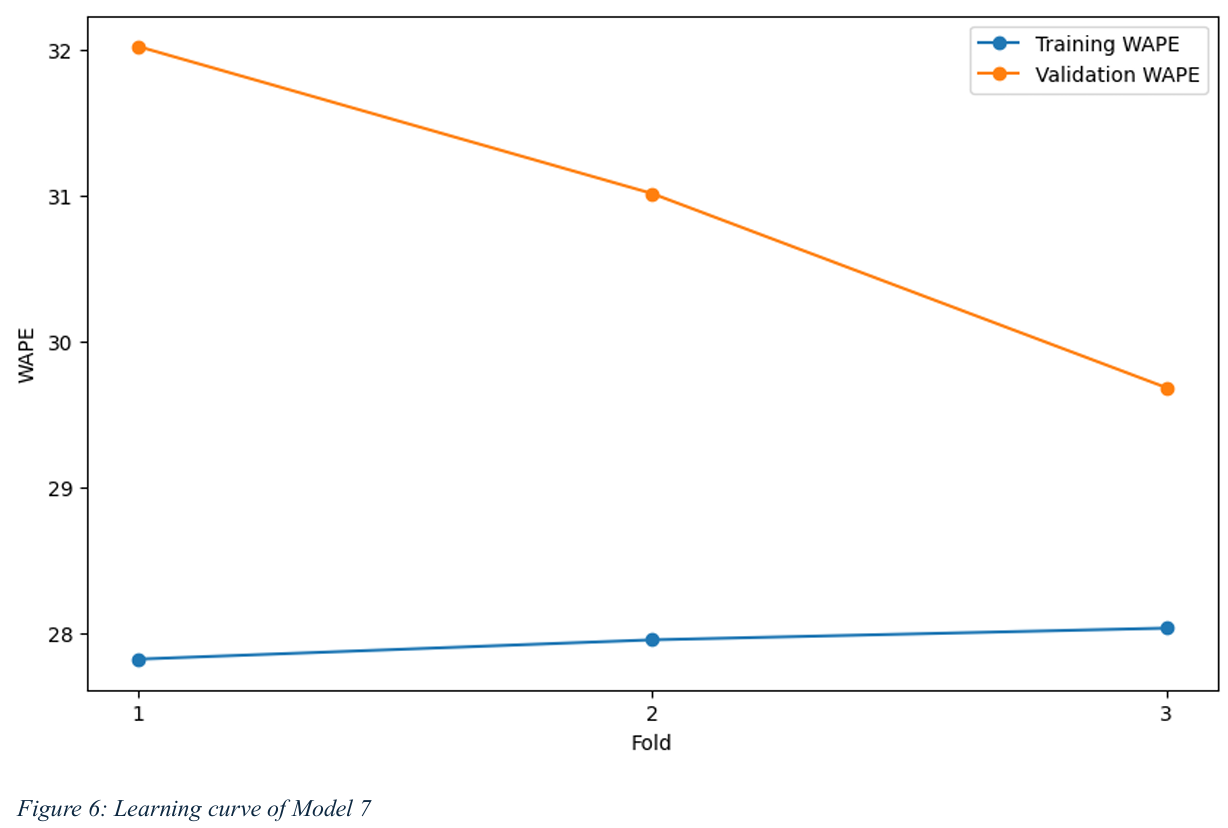 Training WAPE
Validation WAPE
32
31
30
29
28
WAPE
1 2 3
Fold
Figure 6: Learning curve of Model 7